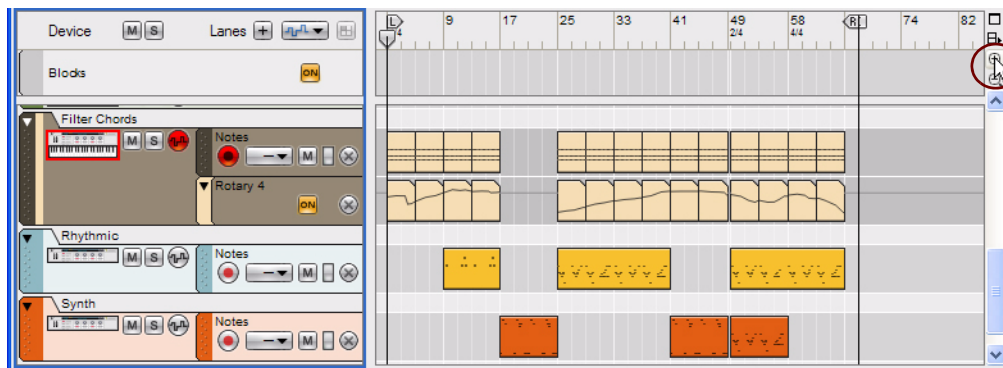 Device M S Lanes + L 9 17 25 33 41 49 58 R 74 82
4 2/4 4/4
Blocks ON
Filter Chords
M S Notes
M
Rotary 4
ON
Rhythmic
M S Notes
M
Synth
M S Notes
M